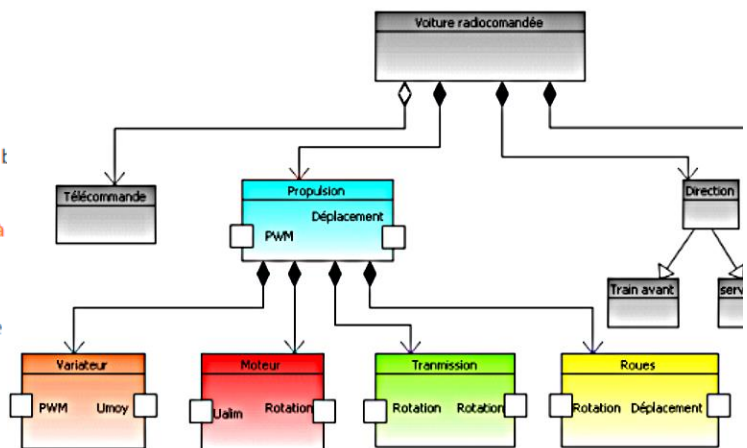 Voiture radiocomandée
Télécommande
Propulsion
Déplacement
PWM
Direction
Train avant
serv
Variateur
Moteur
Tranmission
Roues
PWM Umoy
Ualim Rotation
Rotation Rotation
Rotation Déplacement